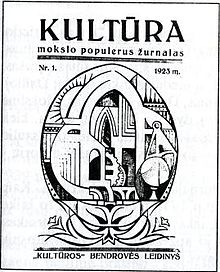 KULTŪRA
mokslo populerus žurnalas
Nr. 1. 1923 m.
„KULTŪROS“ BENDROVĖS LEIDINYS